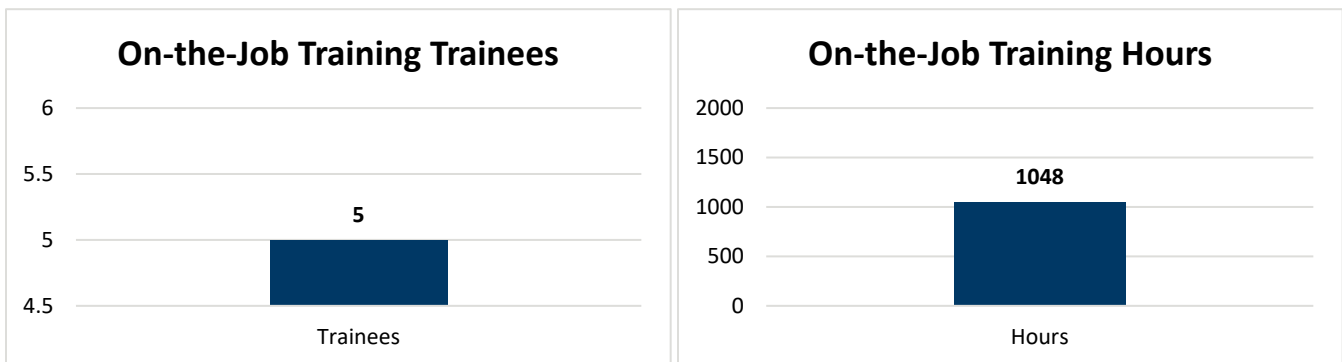 On-the-Job Training Trainees
6
5.5
5
4.5
5
Trainees
On-the-Job Training Hours
2000
1500
1000
500
0
1048
Hours